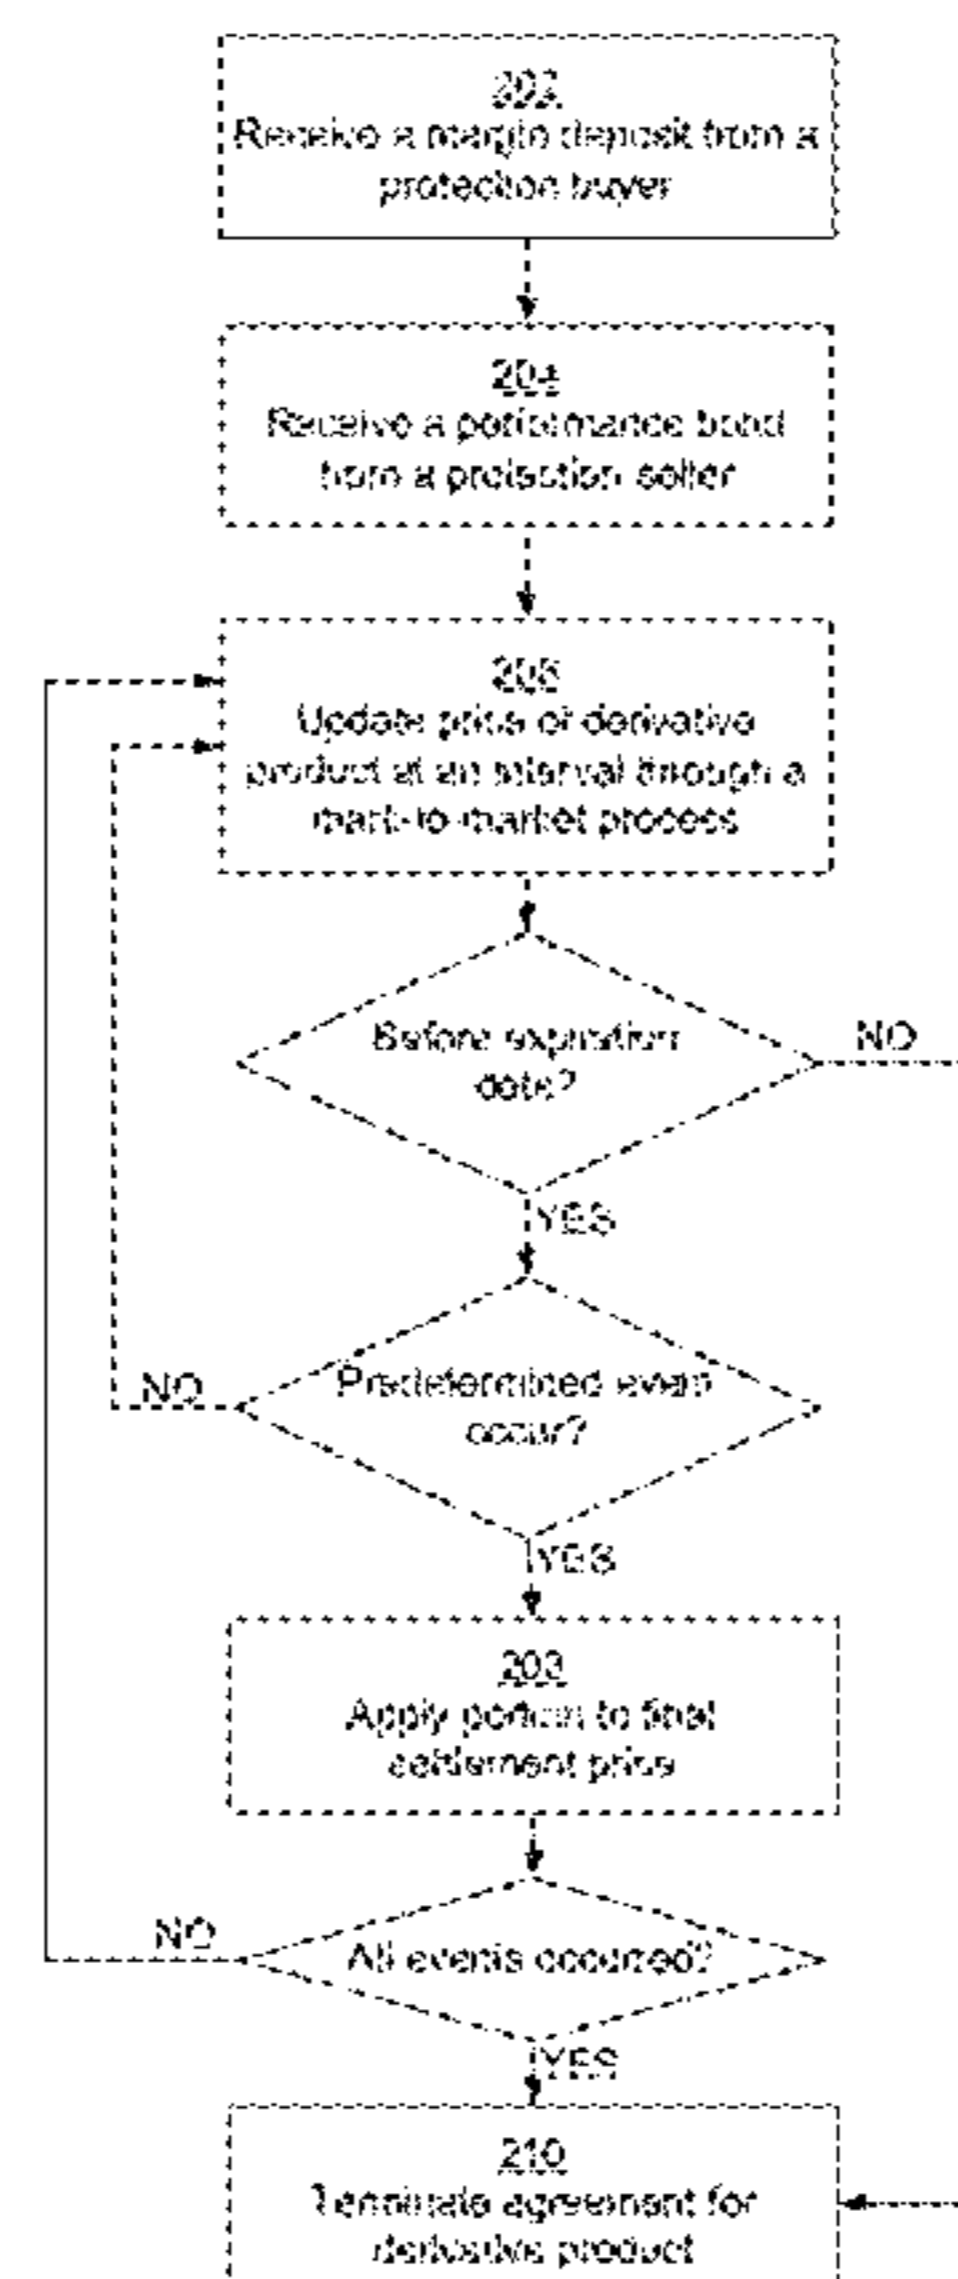 202
Receive a margin deposit from a
protection buyer
204
Receive a performance bond
from a protection seller
206
Update price of derivative
product at an interval through a
mark-to-market process
Before expiration
date?
NO
YES
Predetermined even
occur?
NO
YES
208
Apply portion to final
settlement price
All events occurred?
NO
YES
210
Terminate agreement for
derivative product